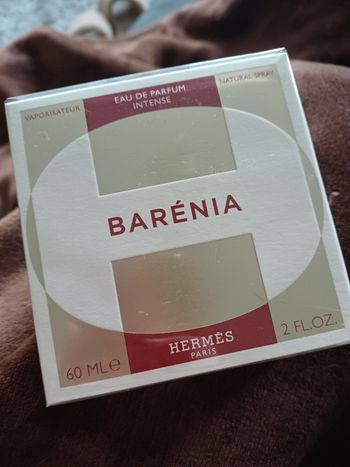 VAPORISATEUR
EAU DE PARFUM
INTENSE
NATURAL SPRAY
BARÉNIA
60 ML℮
HERMÈS
PARIS
2 FL.OZ.